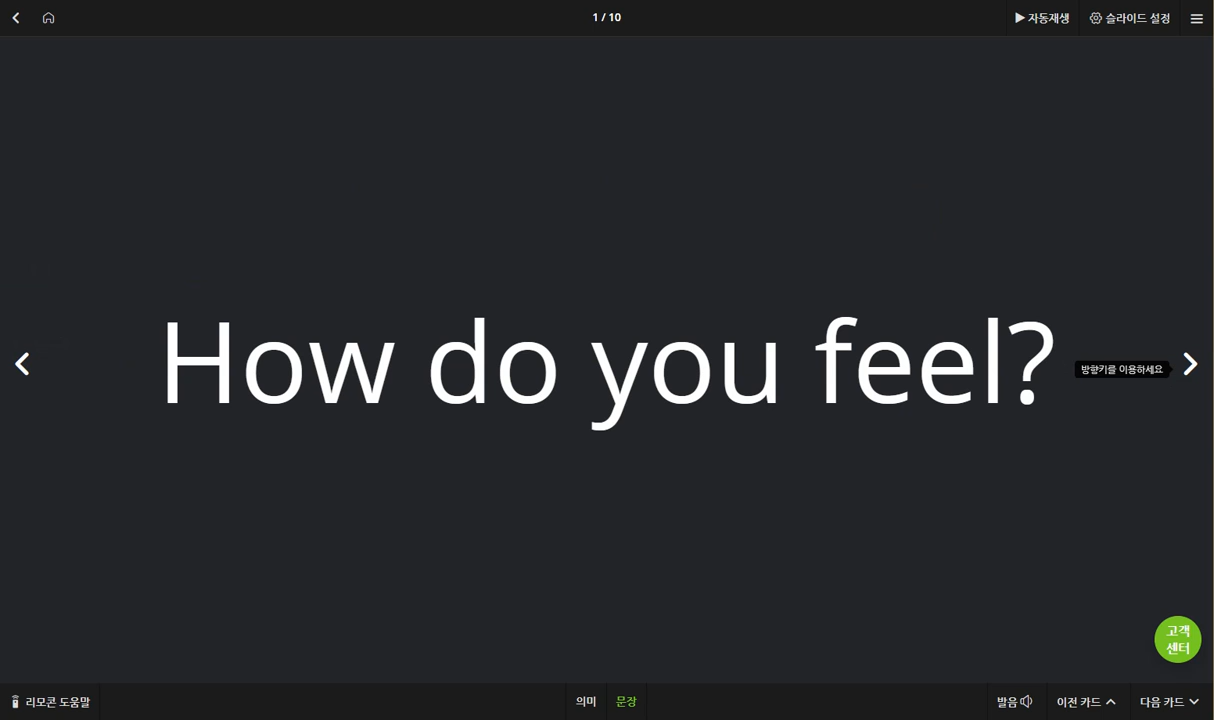 1 / 10
자동재생
슬라이드 설정
How do you feel?
방향키를 이용하세요
고객
센터
리모콘 도움말
의미
문장
발음
이전 카드
다음 카드